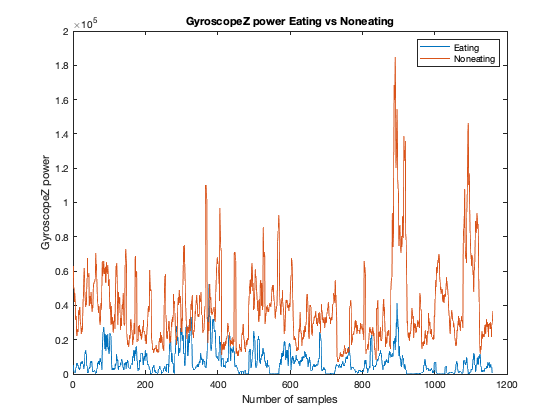 GyroscopeZ power Eating vs Noneating
×10^5
2
1.8
1.6
1.4
1.2
1
0.8
0.6
0.4
0.2
0
GyroscopeZ power
Eating
Noneating
0 200 400 600 800 1000 1200
Number of samples